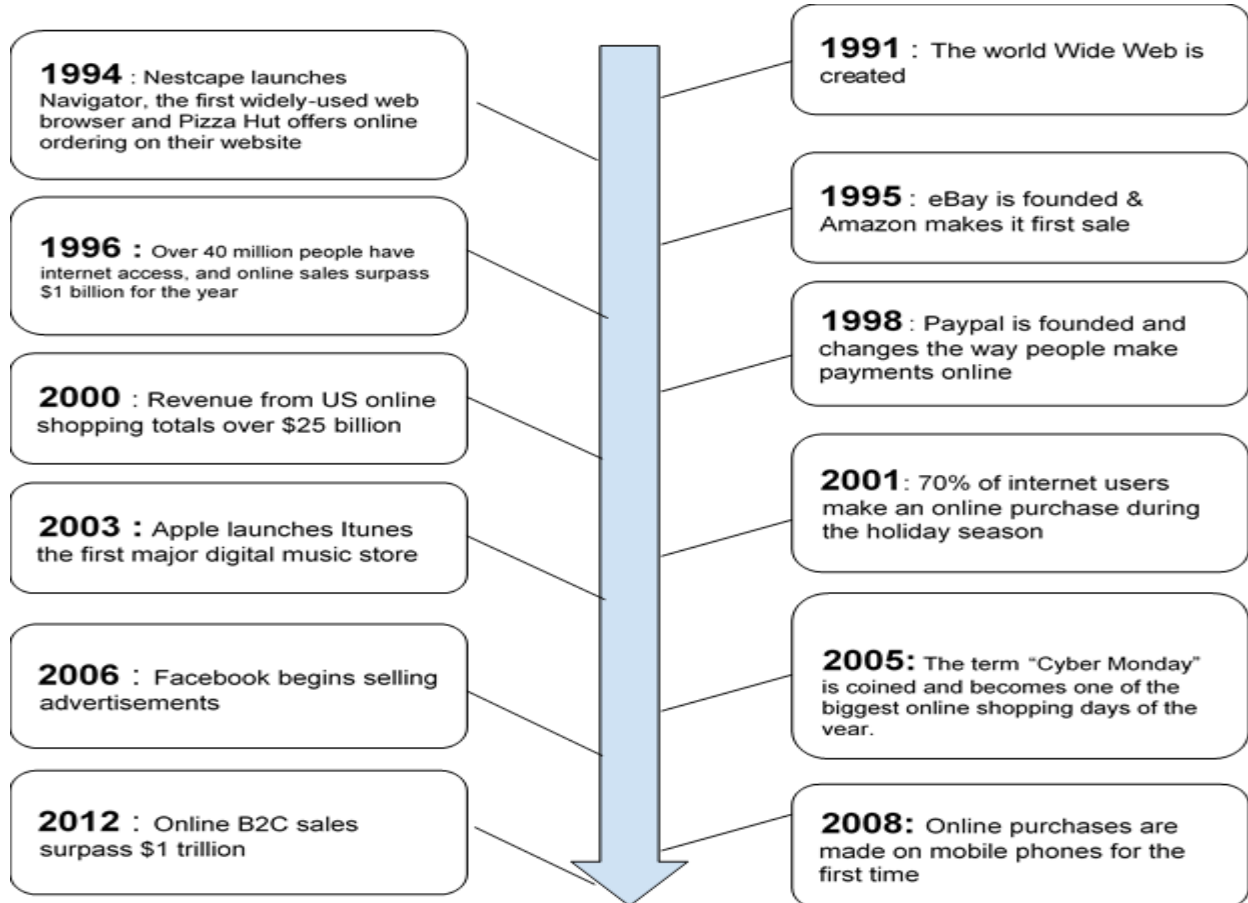 1991 : The world Wide Web is
created
1994 : Nestcape launches
Navigator, the first widely-used web
browser and Pizza Hut offers online
ordering on their website
1995 : eBay is founded &
Amazon makes it first sale
1996 : Over 40 million people have
internet access, and online sales surpass
$1 billion for the year
1998 : Paypal is founded and
changes the way people make
payments online
2000 : Revenue from US online
shopping totals over $25 billion
2001: 70% of internet users
make an online purchase during
the holiday season
2003 : Apple launches Itunes
the first major digital music store
2005: The term “Cyber Monday”
is coined and becomes one of the
biggest online shopping days of the
year.
2006 : Facebook begins selling
advertisements
2008: Online purchases are
made on mobile phones for the
first time
2012 : Online B2C sales
surpass $1 trillion